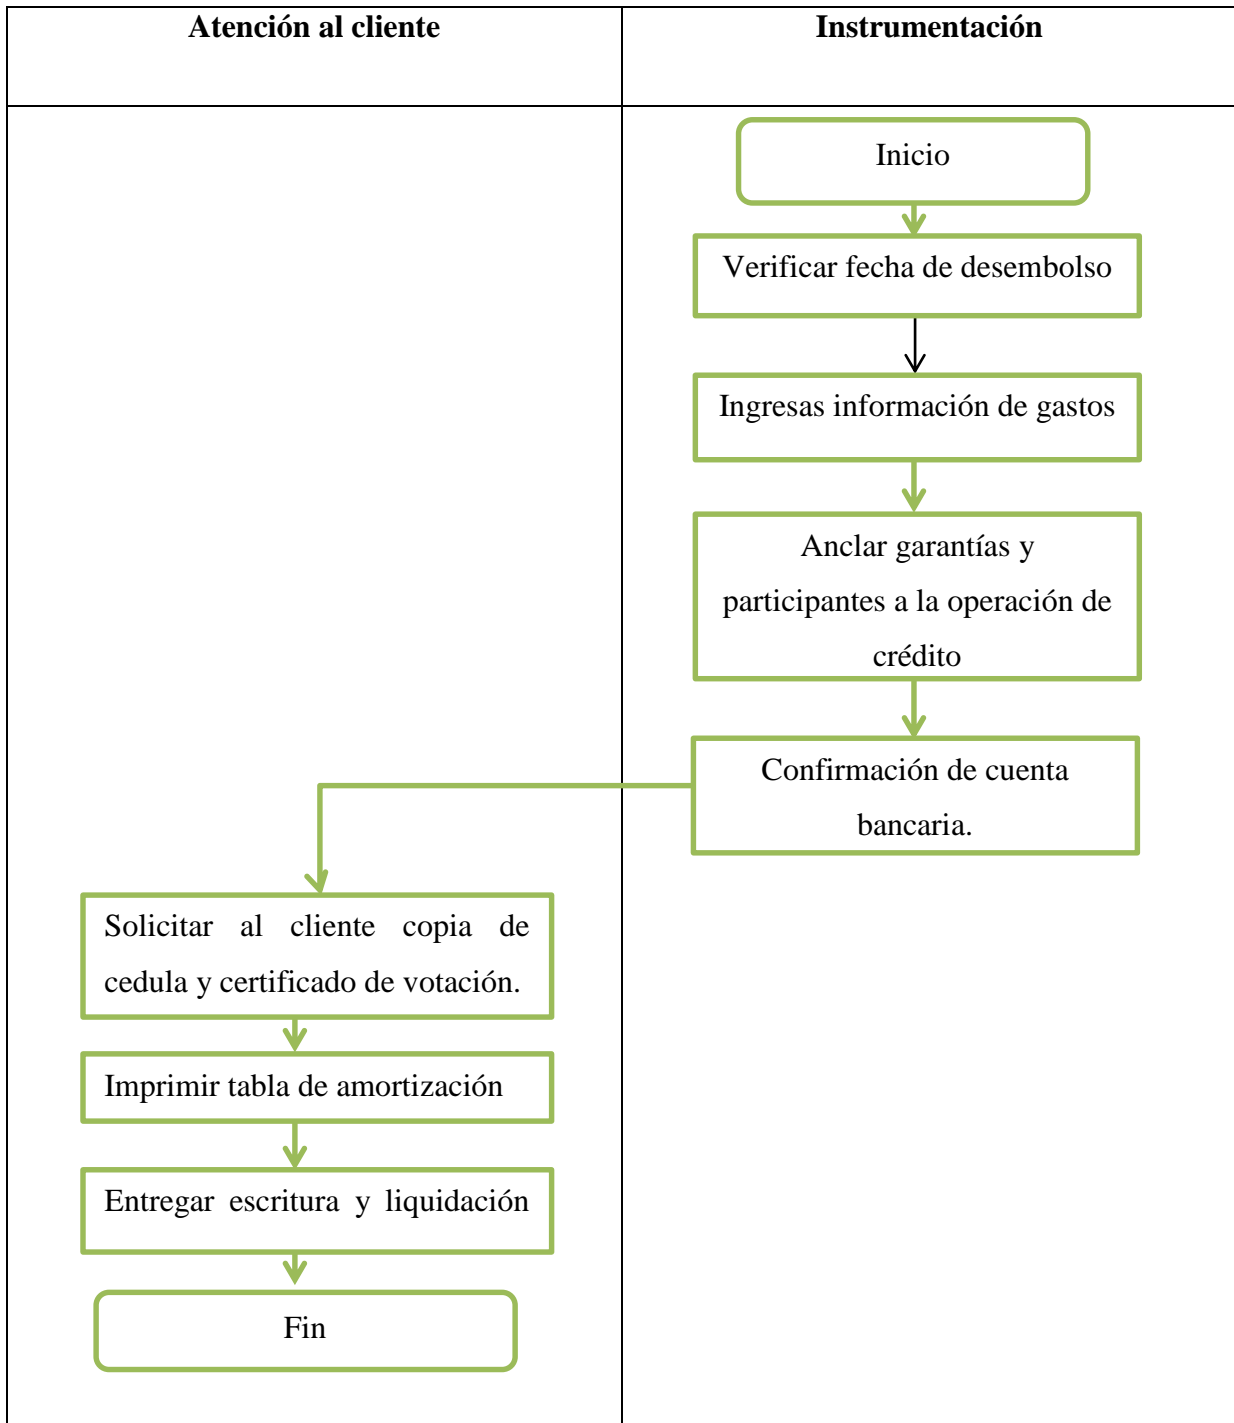 Atención al cliente
Instrumentación
Inicio
Verificar fecha de desembolso
Ingresas información de gastos
Anclar garantías y
participantes a la operación de
crédito
Confirmación de cuenta
bancaria.
Solicitar al cliente copia de
cedula y certificado de votación.
Imprimir tabla de amortización
Entregar escritura y liquidación
Fin